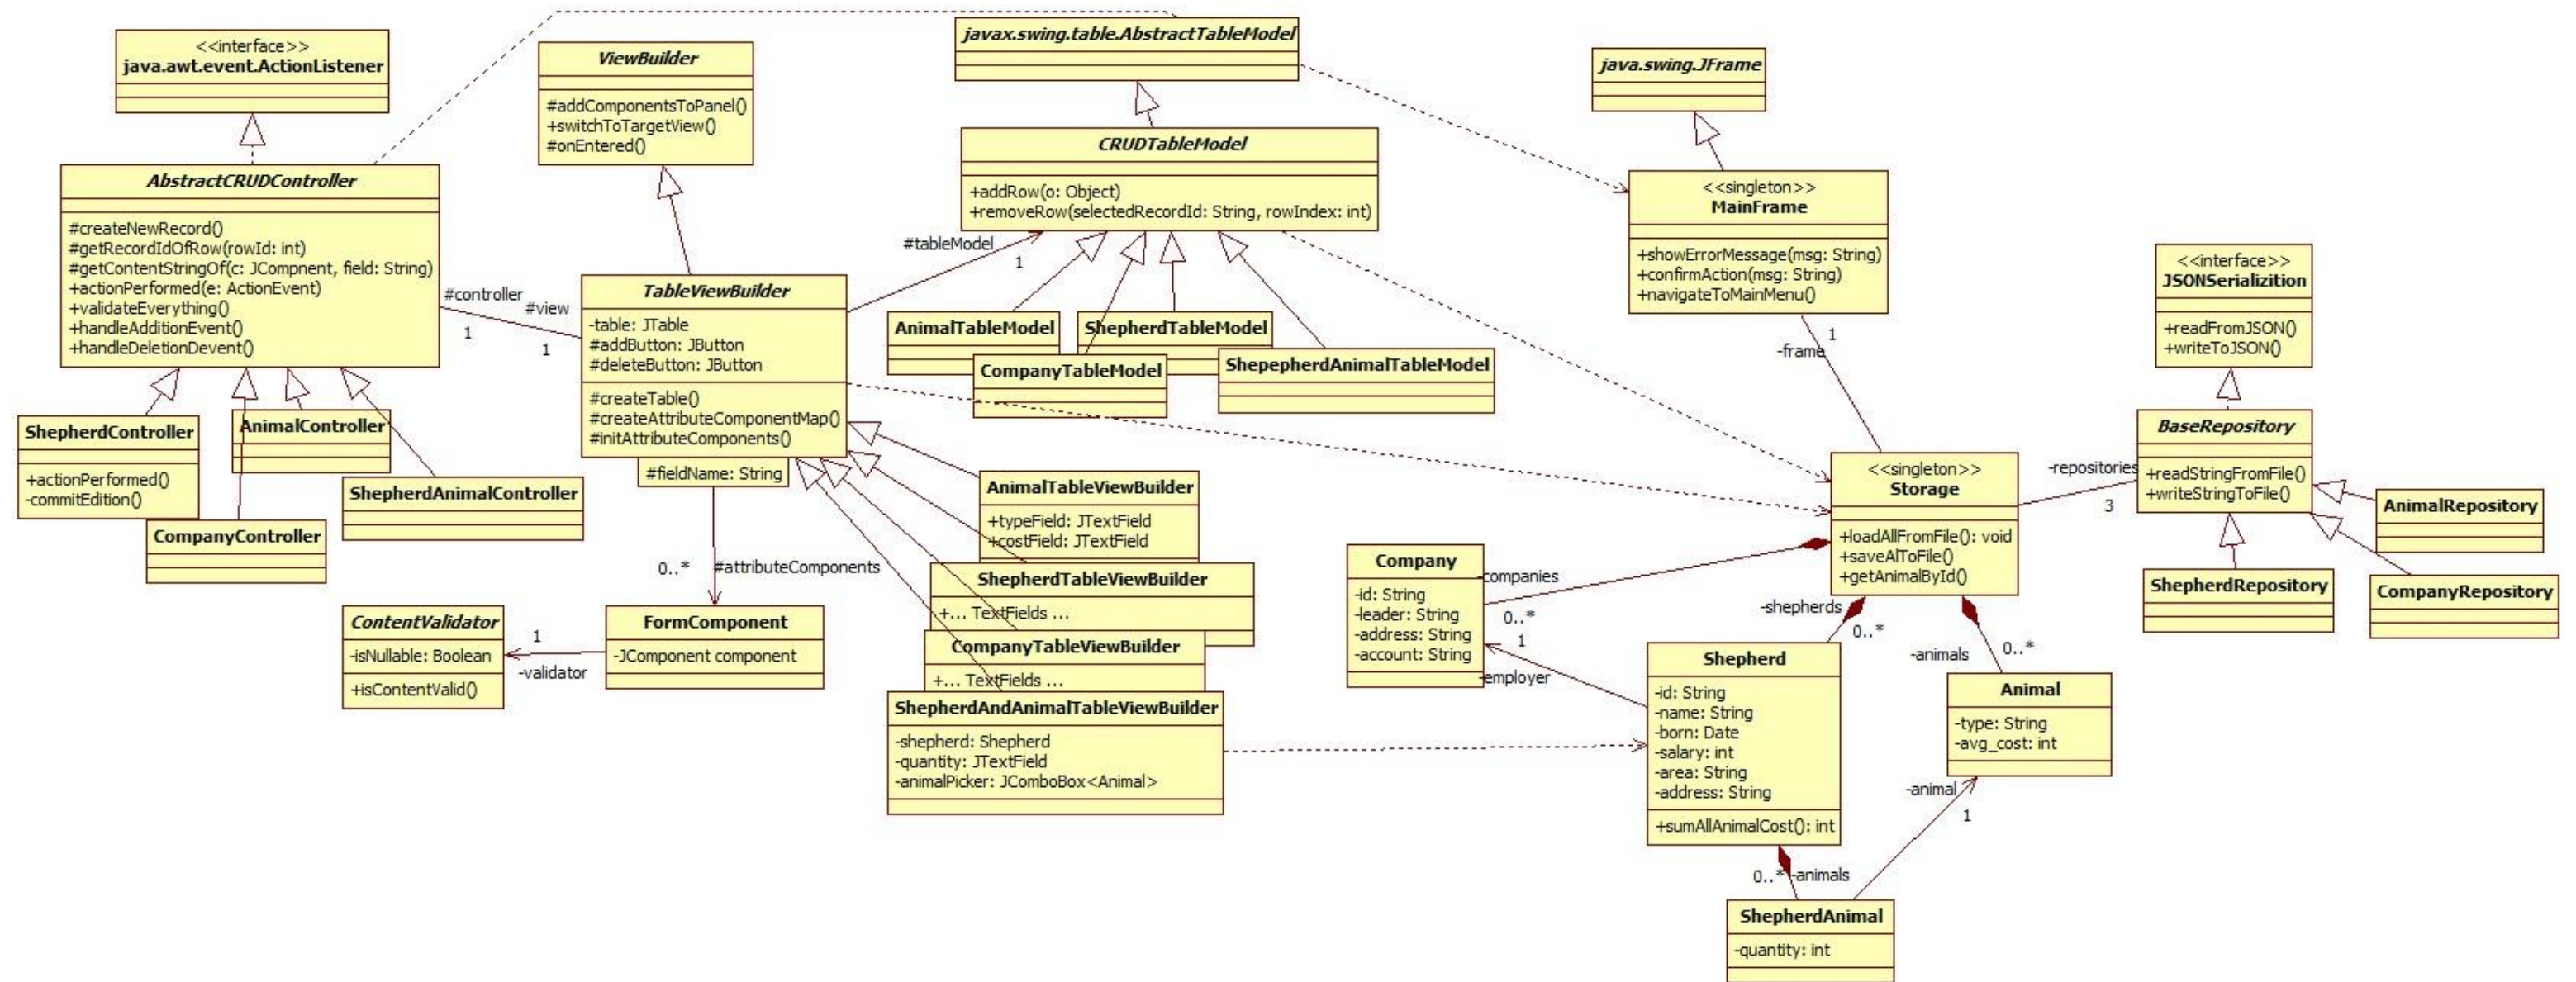 <<interface>>
java.awt.event.ActionListener
ViewBuilder
#addComponentsToPanel()
+switchToTargetView()
#onEntered()
javax.swing.table.AbstractTableModel
java.swing.JFrame
AbstractCRUDController
#createNewRecord()
#getRecordIdOfRow(rowId: int)
#getContentStringOf(c: JCompnent, field: String)
+actionPerformed(e: ActionEvent)
+validateEverything()
+handleAdditionEvent()
+handleDeletionDevent()
CRUDTableModel
+addRow(o: Object)
+removeRow(selectedRecordId: String, rowIndex: int)
<<singleton>>
MainFrame
+showErrorMessage(msg: String)
+confirmAction(msg: String)
+navigateToMainMenu()
<<interface>>
JSONSerializition
+readFromJSON()
+writeToJSON()
#controller
1
#view
1
#tableModel
1
TableViewBuilder
-table: JTable
#addButton: JButton
#deleteButton: JButton
#createTable()
#createAttributeComponentMap()
#initAttributeComponents()
#fieldName: String
AnimalTableModel
ShepherdTableModel
CompanyTableModel
ShepepherdAnimalTableModel
1
-frame
ShepherdController
+actionPerformed()
-commitEdition()
AnimalController
ShepherdAnimalController
CompanyController
BaseRepository
+readStringFromFile()
+writeStringToFile()
-repositories
3
<<singleton>>
Storage
+loadAllFromFile(): void
+saveAlToFile()
+getAnimalById()
AnimalRepository
ShepherdRepository
CompanyRepository
AnimalTableViewBuilder
+typeField: JTextField
+costField: JTextField
ShepherdTableViewBuilder
+... TextFields ...
CompanyTableViewBuilder
+... TextFields ...
ShepherdAndAnimalTableViewBuilder
-shepherd: Shepherd
-quantity: JTextField
-animalPicker: JComboBox<Animal>
0..*
#attributeComponents
ContentValidator
-isNullable: Boolean
+isContentValid()
1
-validator
FormComponent
-JComponent component
Company
-id: String
-leader: String
-address: String
-account: String
-companies
0..*
1
-employer
-shepherds
0..*
-animals
0..*
Shepherd
-id: String
-name: String
-born: Date
-salary: int
-area: String
-address: String
+sumAllAnimalCost(): int
Animal
-type: String
-avg_cost: int
-animal
1
0..*
-animals
ShepherdAnimal
-quantity: int